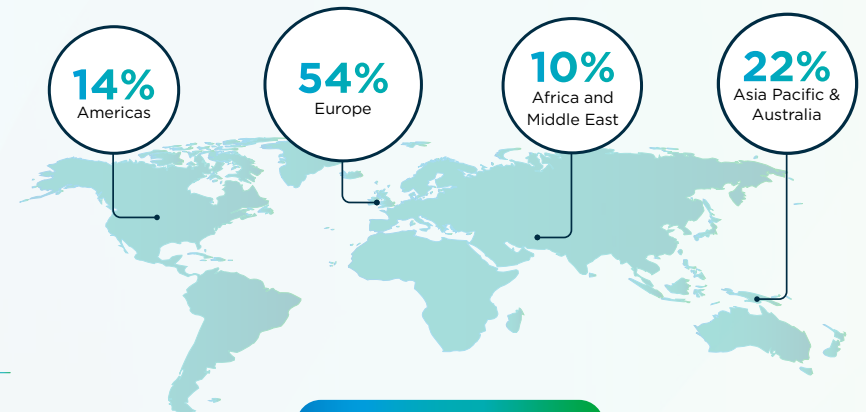 14%
Americas
54%
Europe
10%
Africa and
Middle East
22%
Asia Pacific &
Australia